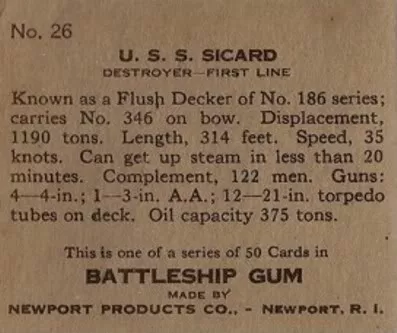 No. 26
U. S. S. SICARD
DESTROYER—FIRST LINE
Known as a Flush Decker of No. 186 series;
carries No. 346 on bow. Displacement,
1190 tons. Length, 314 feet. Speed, 35
knots. Can get up steam in less than 20
minutes. Complement, 122 men. Guns:
4—4-in.; 1—3-in. A.A.; 12—21-in. torpedo
tubes on deck. Oil capacity 375 tons.
This is one of a series of 50 Cards in
BATTLESHIP GUM
MADE BY
NEWPORT PRODUCTS CO., - NEWPORT, R. I.